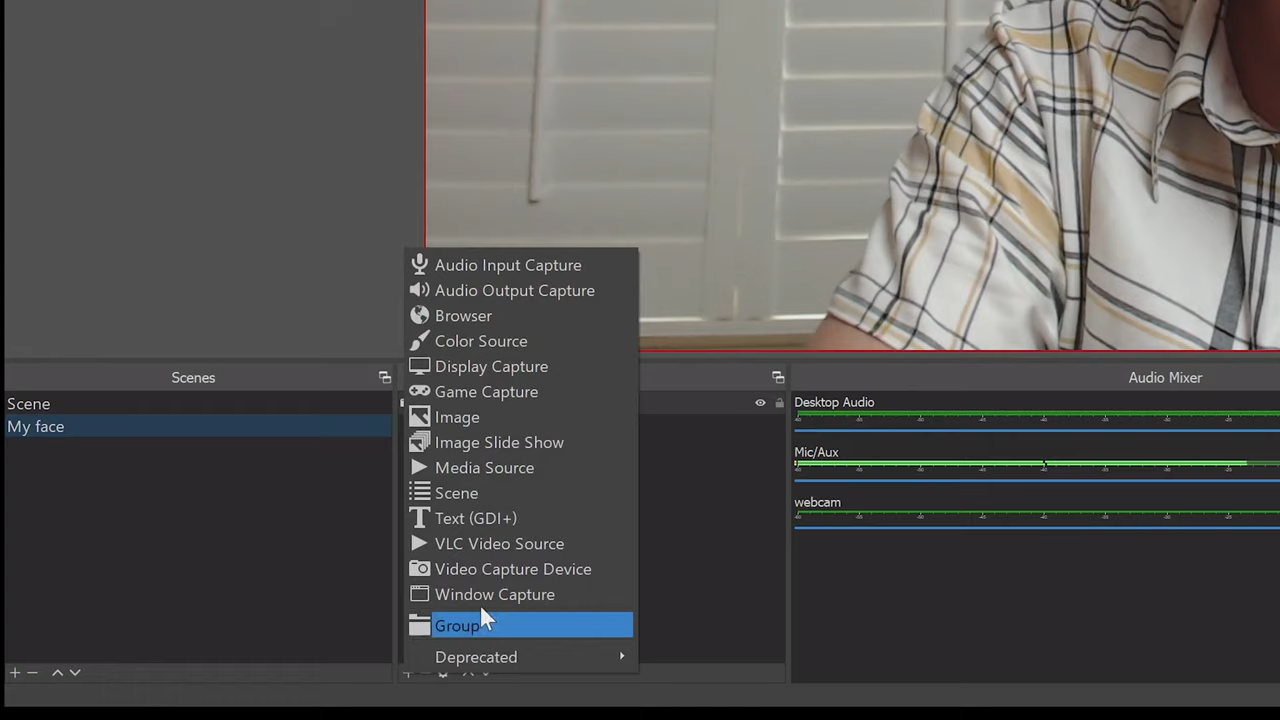 Audio Input Capture
Audio Output Capture
Browser
Color Source
Display Capture
Game Capture
Image
Image Slide Show
Media Source
Scene
Text (GDI+)
VLC Video Source
Video Capture Device
Window Capture
Group
Deprecated
Scenes
Scene
My face
Audio Mixer
Desktop Audio
Mic/Aux
webcam